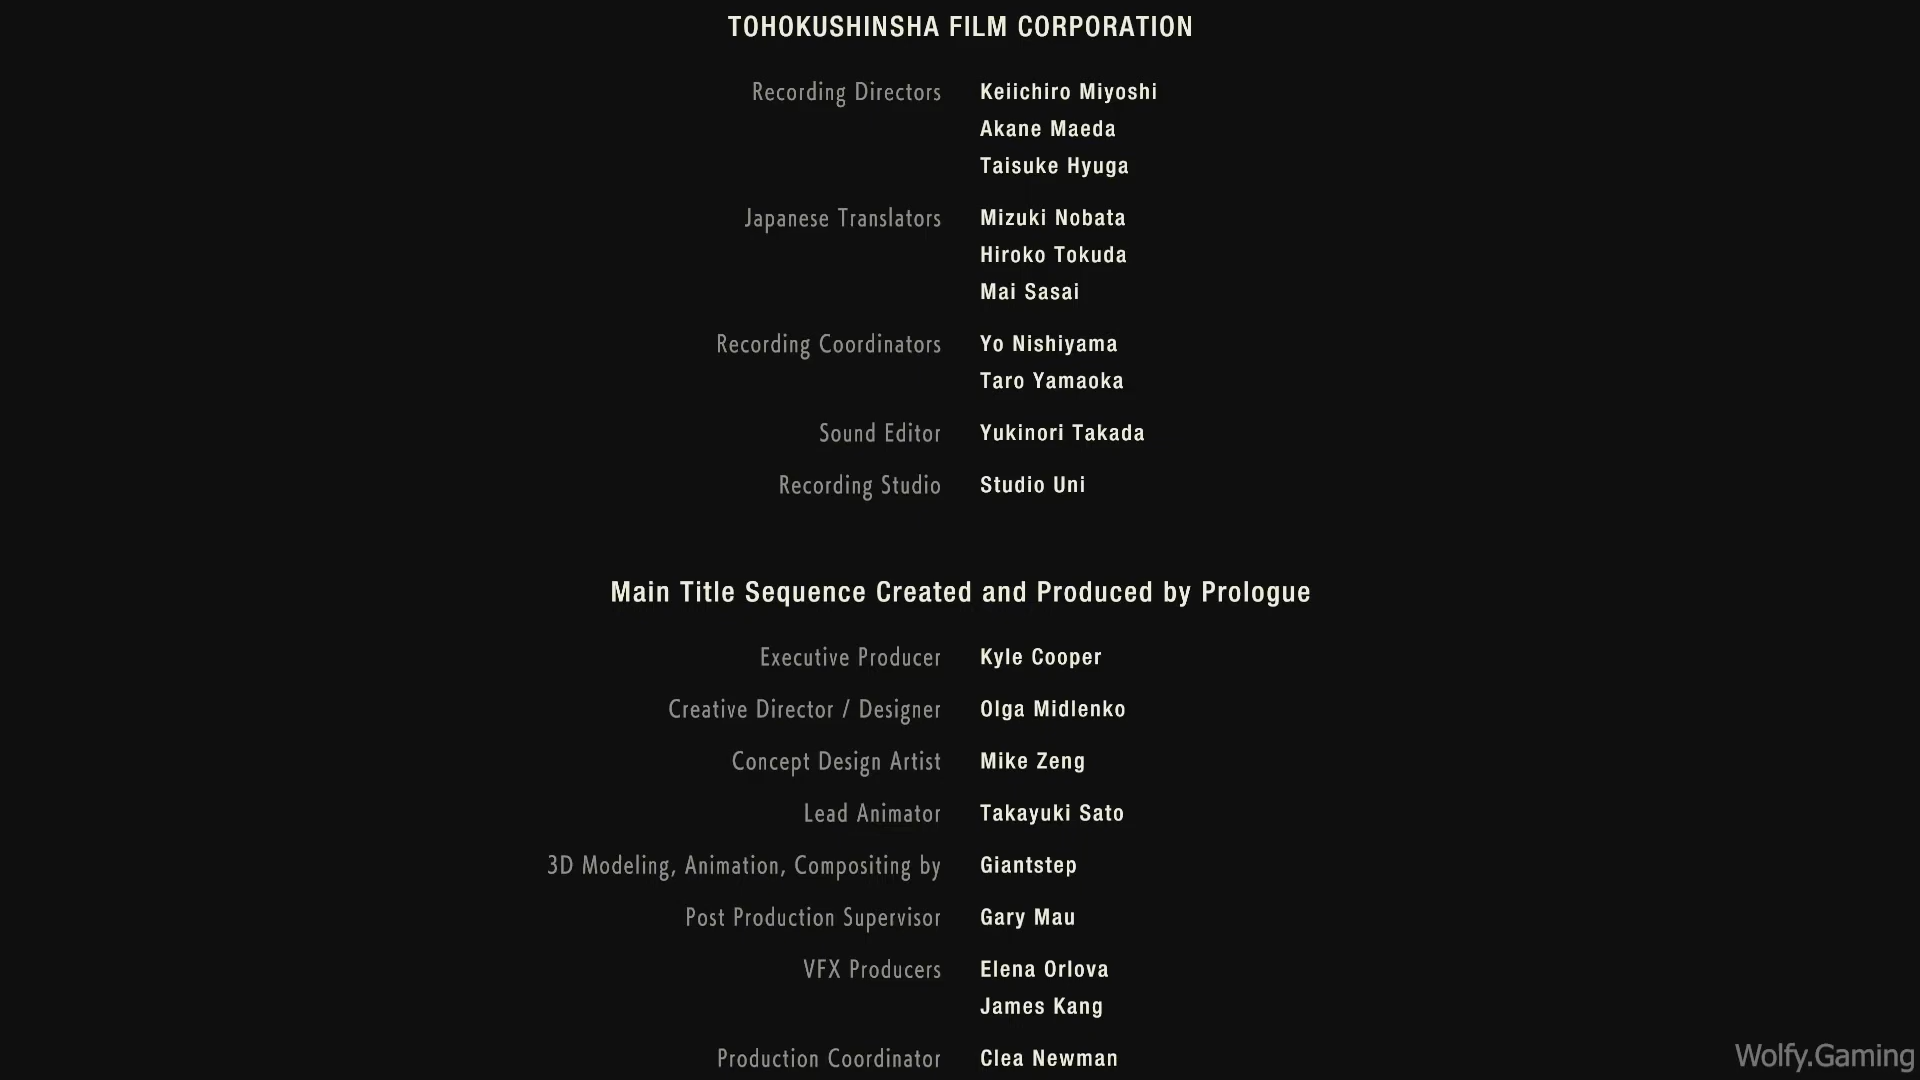 TOHOKUSHINSHA FILM CORPORATION
Recording Directors Keiichiro Miyoshi
Akane Maeda
Taisuke Hyuga
Japanese Translators Mizuki Nobata
Hiroko Tokuda
Mai Sasai
Recording Coordinators Yo Nishiyama
Taro Yamaoka
Sound Editor Yukinori Takada
Recording Studio Studio Uni
Main Title Sequence Created and Produced by Prologue
Executive Producer Kyle Cooper
Creative Director / Designer Olga Midlenko
Concept Design Artist Mike Zeng
Lead Animator Takayuki Sato
3D Modeling, Animation, Compositing by Giantstep
Post Production Supervisor Gary Mau
VFX Producers Elena Orlova
James Kang
Production Coordinator Clea Newman
Wolfy.Gaming